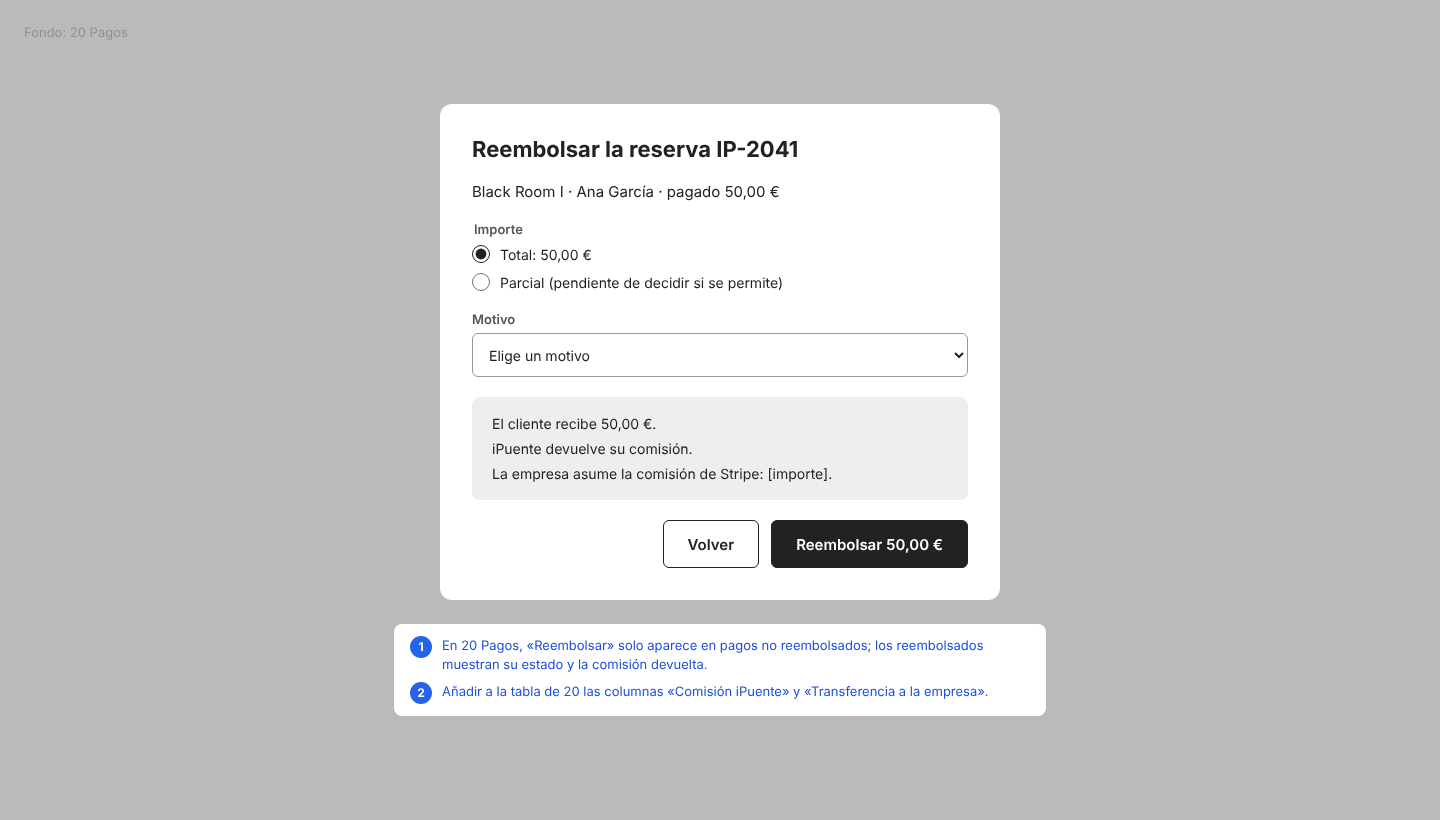 Fondo: 20 Pagos
Reembolsar la reserva IP-2041
Black Room I · Ana García · pagado 50,00 €
Importe
Total: 50,00 €
Parcial (pendiente de decidir si se permite)
Motivo
Elige un motivo
El cliente recibe 50,00 €.
iPuente devuelve su comisión.
La empresa asume la comisión de Stripe: [importe].
Volver
Reembolsar 50,00 €
1 En 20 Pagos, «Reembolsar» solo aparece en pagos no reembolsados; los reembolsados
muestran su estado y la comisión devuelta.
2 Añadir a la tabla de 20 las columnas «Comisión iPuente» y «Transferencia a la empresa».